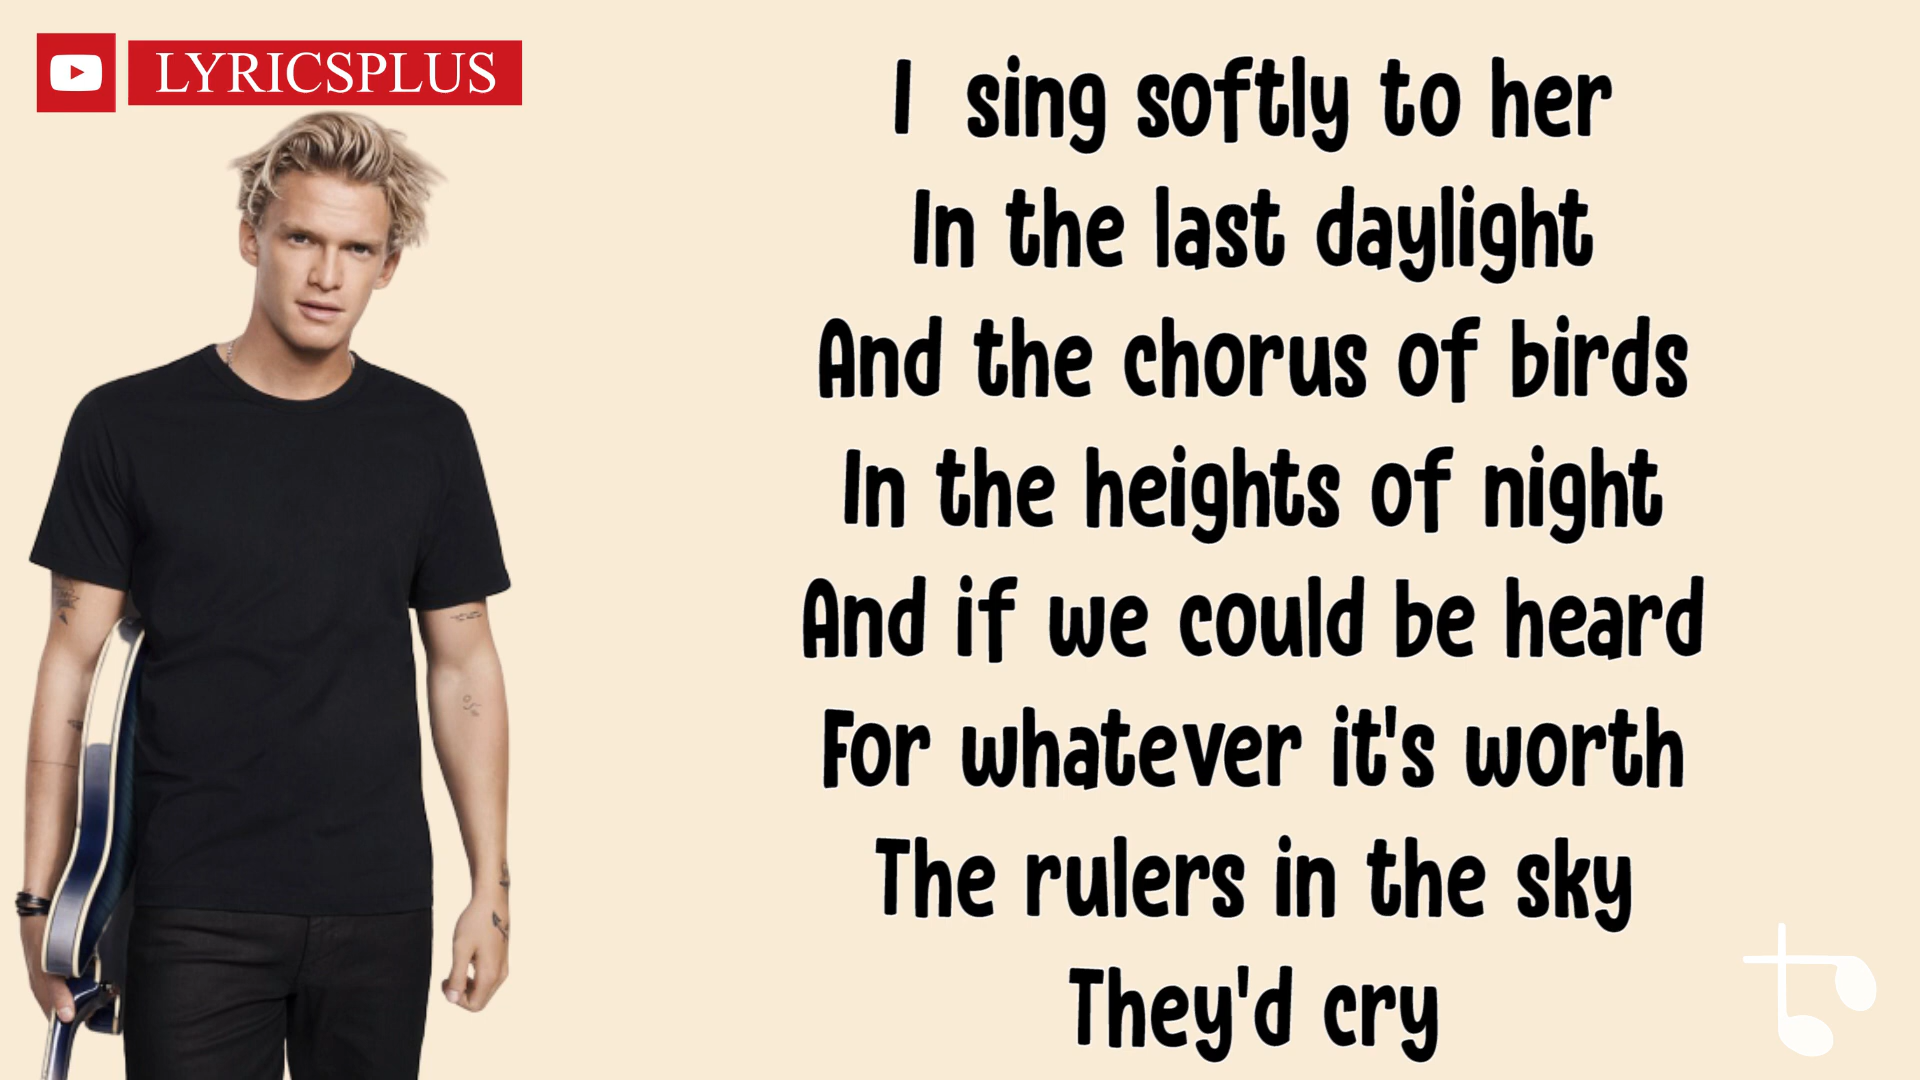 LYRICSPLUS
I sing softly to her
In the last daylight
And the chorus of birds
In the heights of night
And if we could be heard
For whatever it's worth
The rulers in the sky
They'd cry